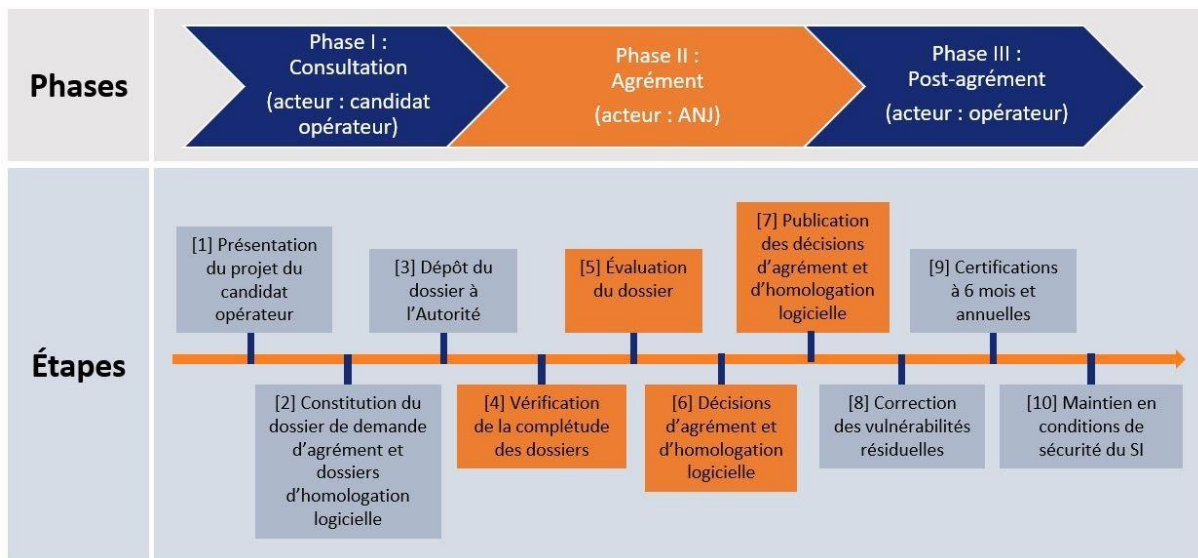 Phases
Phase I :
Consultation
(acteur : candidat
opérateur)
Phase II :
Agrément
(acteur : ANJ)
Phase III :
Post-agrément
(acteur : opérateur)
Étapes
[1] Présentation
du projet du
candidat
opérateur
[2] Constitution du
dossier de demande
d'agrément et
dossiers
d'homologation
logicielle
[3] Dépôt du
dossier à
l'Autorité
[4] Vérification
de la complétude
des dossiers
[5] Évaluation
du dossier
[6] Décisions
d'agrément et
d'homologation
logicielle
[7] Publication
des décisions
d'agrément et
d'homologation
logicielle
[8] Correction
des vulnérabilités
résiduelles
[9] Certifications
à 6 mois et
annuelles
[10] Maintien en
conditions de
sécurité du SI